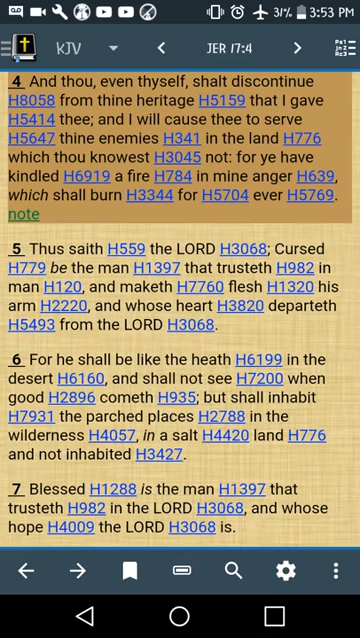 31% 3:53 PM
KJV JER 17:4
4 And thou, even thyself, shalt discontinue
H8058 from thine heritage H5159 that I gave
H5414 thee; and I will cause thee to serve
H5647 thine enemies H341 in the land H776
which thou knowest H3045 not: for ye have
kindled H6919 a fire H784 in mine anger H639,
which shall burn H3344 for H5704 ever H5769.
note
5 Thus saith H559 the LORD H3068; Cursed
H779 be the man H1397 that trusteth H982 in
man H120, and maketh H7760 flesh H1320 his
arm H2220, and whose heart H3820 departeth
H5493 from the LORD H3068.
6 For he shall be like the heath H6199 in the
desert H6160, and shall not see H7200 when
good H2896 cometh H935; but shall inhabit
H7931 the parched places H2788 in the
wilderness H4057, in a salt H4420 land H776
and not inhabited H3427.
7 Blessed H1288 is the man H1397 that
trusteth H982 in the LORD H3068, and whose
hope H4009 the LORD H3068 is.